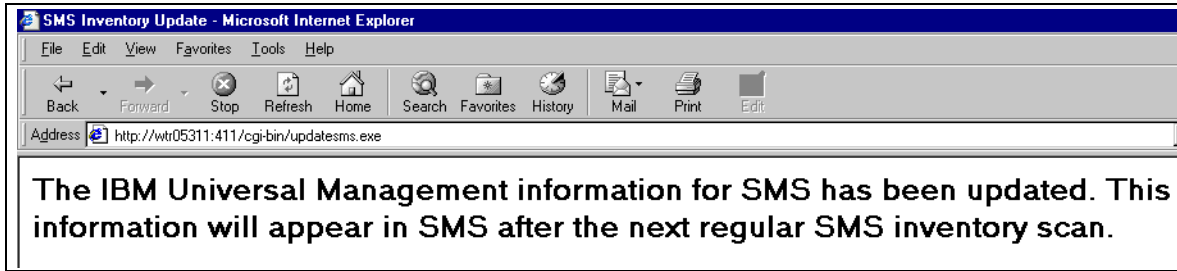 SMS Inventory Update - Microsoft Internet Explorer
File Edit View Favorites Tools Help
Back Forward Stop Refresh Home Search Favorites History Mail Print Edit
Address http://wtr05311:411/cgi-bin/updatesms.exe
The IBM Universal Management information for SMS has been updated. This
information will appear in SMS after the next regular SMS inventory scan.